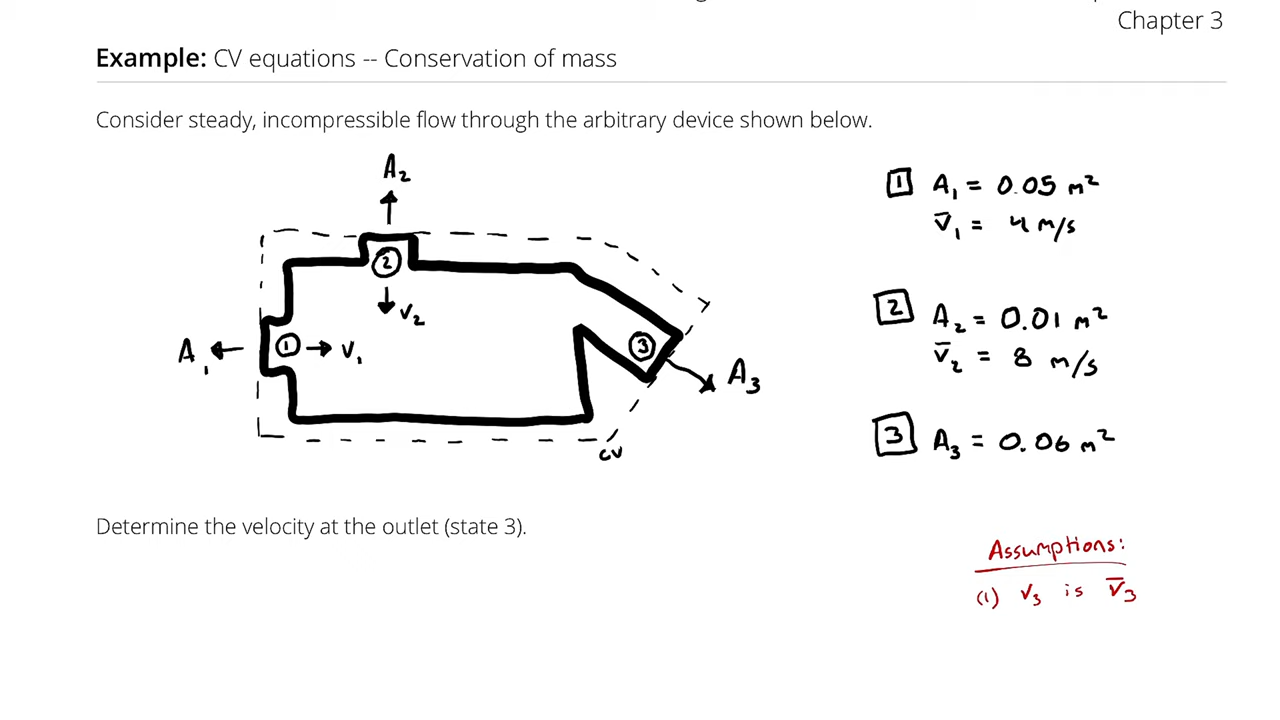 Chapter 3
Example: CV equations -- Conservation of mass
Consider steady, incompressible flow through the arbitrary device shown below.
A₂
② 
V₂
A₁
① V₁
③
A₃
CV
1 A₁ = 0.05 m²
V̄₁ = 4 m/s
2 A₂ = 0.01 m²
V̄₂ = 8 m/s
3 A₃ = 0.06 m²
Determine the velocity at the outlet (state 3).
Assumptions:
(1) V₃ is V̄₃